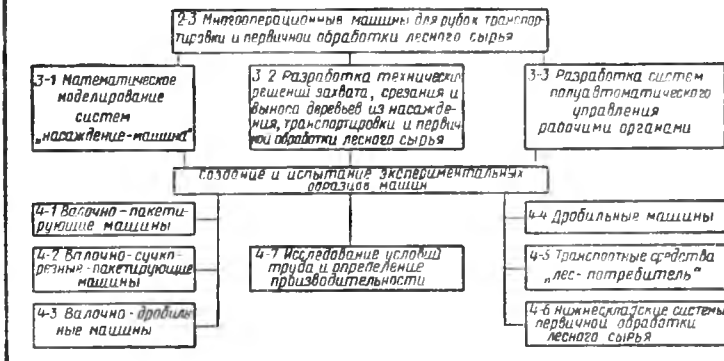 2-3 Многооперационные машины для рубок транспор-
тировки и первичной обработки лесного сырья
3-1 Математическое
моделирование
систем
„насаждение-машина"
3 2 Разработка технически
решений захвата, срезания и
выноса деревьев из насажде-
ния, транспортировки и первич-
ной обработки лесного сырья
3-3 Разработка систем
полуавтоматического
управления
рабочими органами
Создание и испытание экспериментальных
образцов машин
4-1 Валочно-пакети-
рующие машины
4-2 Валочно-сучко-
резные-пакетирующие
машины
4-3 Валочно-дробиль-
ные машины
4-7 Исследование условий
труда и определение
производительности
4-4 Дробильные машины
4-5 Транспортные средства
„лес-потребитель"
4-6 Нижнескладские системы
первичной обработки
лесного сырья